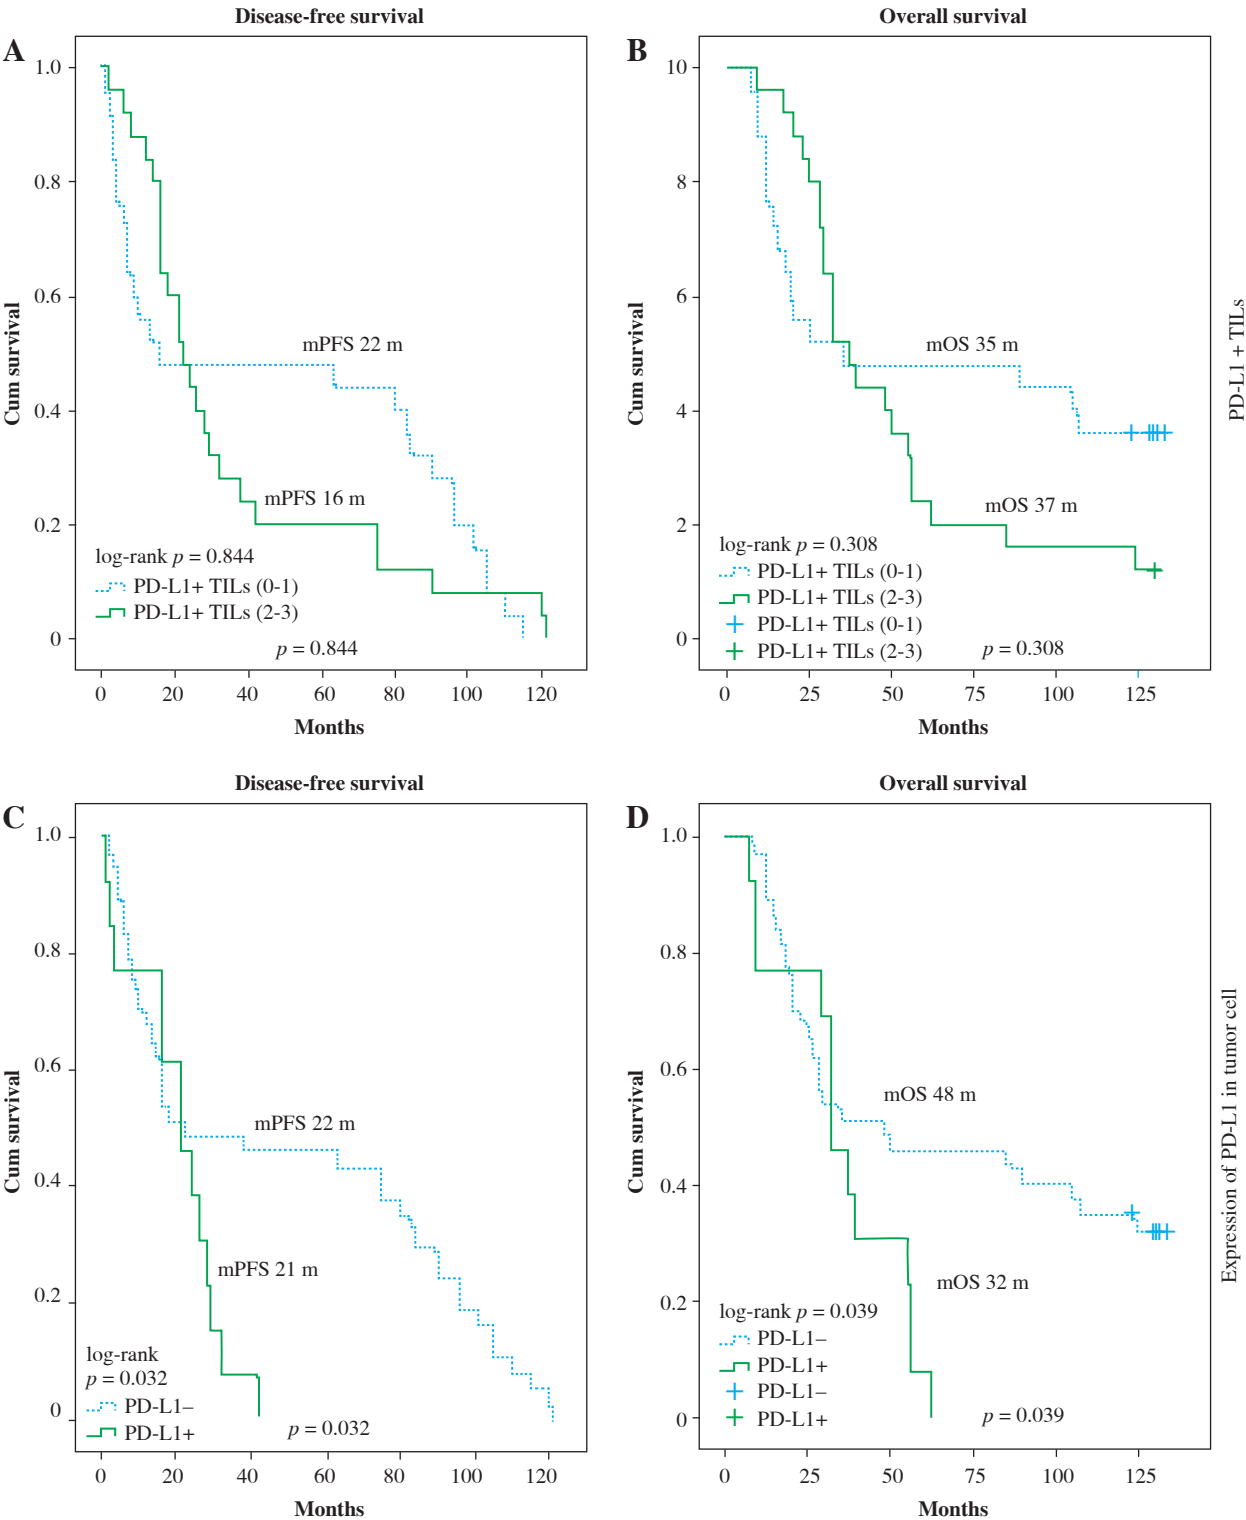 Disease-free survival
A
1.0
0.8
0.6
0.4
0.2
0
Cum survival
mPFS 22 m
mPFS 16 m
log-rank p = 0.844
PD-L1+ TILs (0-1)
PD-L1+ TILs (2-3)
p = 0.844
0 20 40 60 80 100 120
Months
Overall survival
B
10
8
6
4
2
0
Cum survival
mOS 35 m
mOS 37 m
log-rank p = 0.308
PD-L1+ TILs (0-1)
PD-L1+ TILs (2-3)
PD-L1+ TILs (0-1)
PD-L1+ TILs (2-3)
p = 0.308
0 25 50 75 100 125
Months
PD-L1 + TILs
Disease-free survival
C
1.0
0.8
0.6
0.4
0.2
0
Cum survival
mPFS 22 m
mPFS 21 m
log-rank
p = 0.032
PD-L1–
PD-L1+
p = 0.032
0 20 40 60 80 100 120
Months
Overall survival
D
1.0
0.8
0.6
0.4
0.2
0
Cum survival
mOS 48 m
mOS 32 m
log-rank p = 0.039
PD-L1–
PD-L1+
PD-L1–
PD-L1+
p = 0.039
0 25 50 75 100 125
Months
Expression of PD-L1 in tumor cell